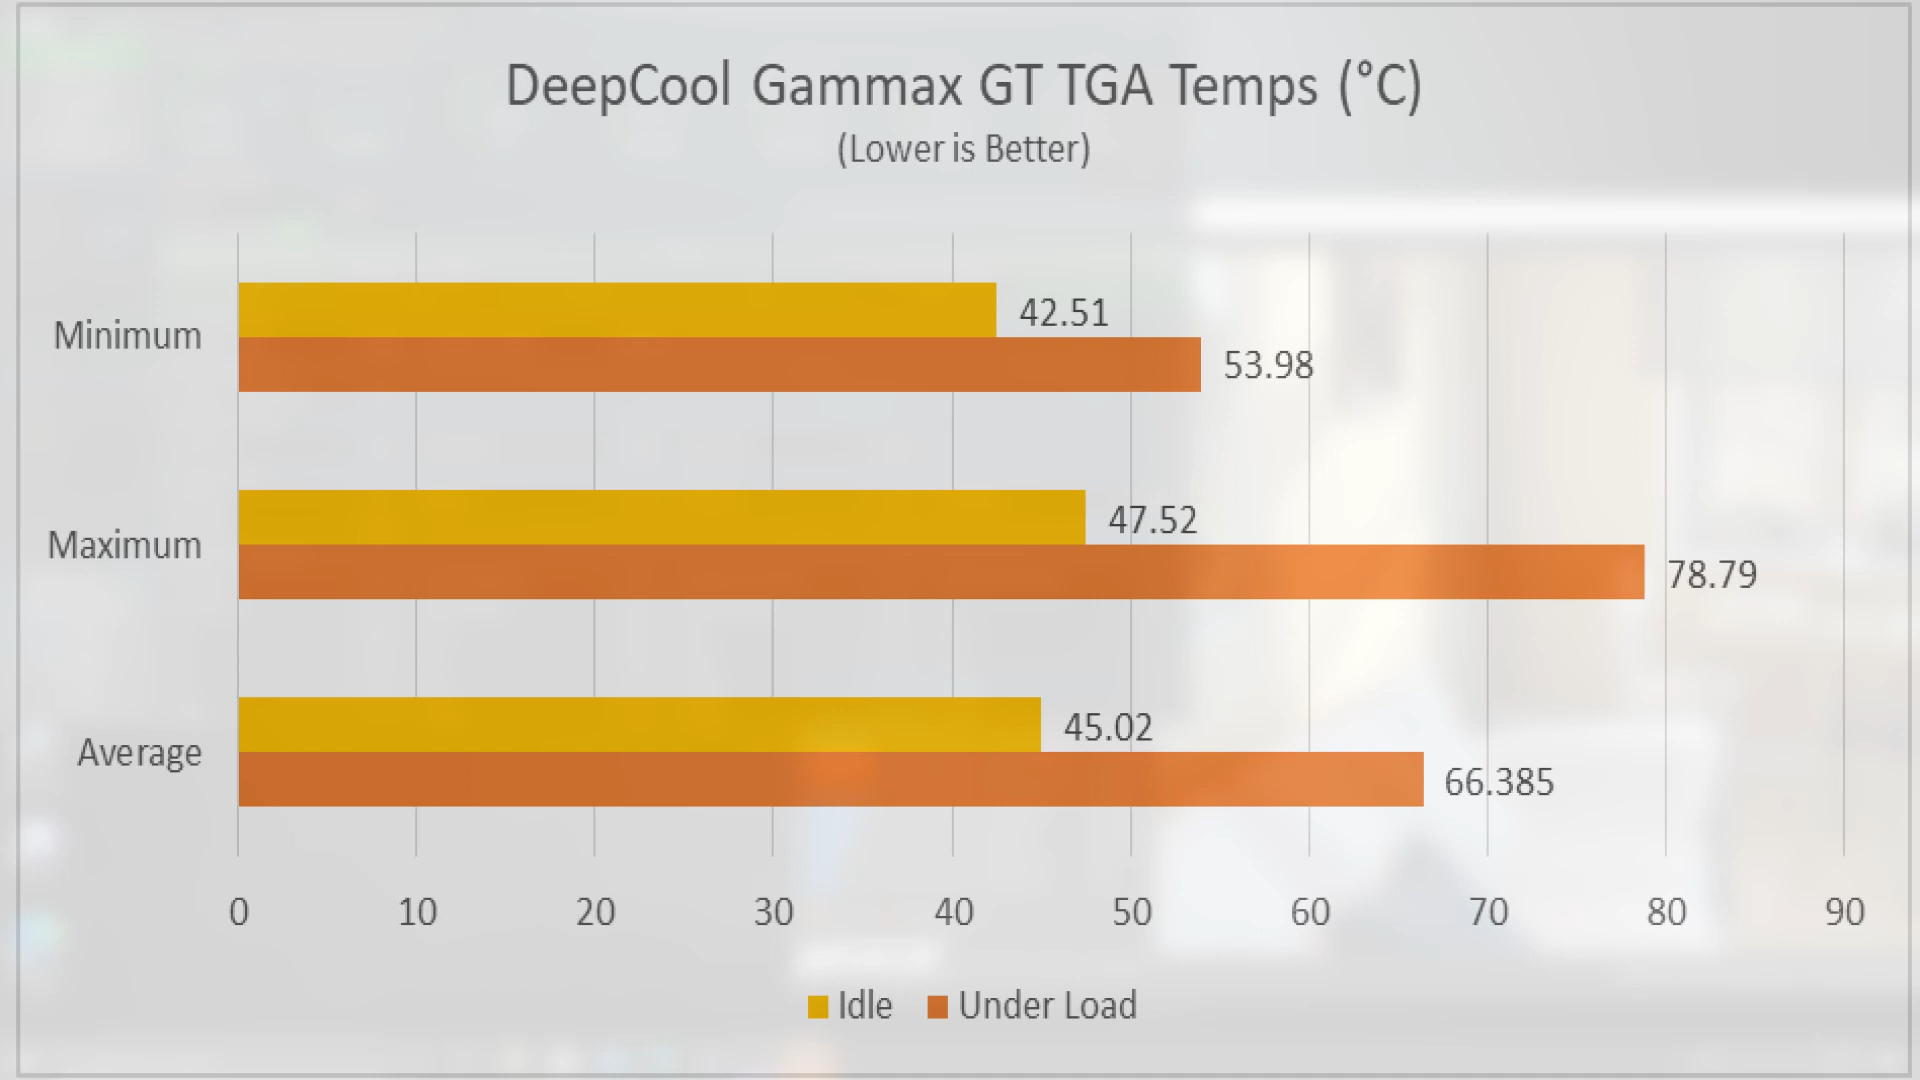 DeepCool Gammax GT TGA Temps (°C)
(Lower is Better)
Minimum
42.51
53.98
Maximum
47.52
78.79
Average
45.02
66.385
0 10 20 30 40 50 60 70 80 90
Idle Under Load